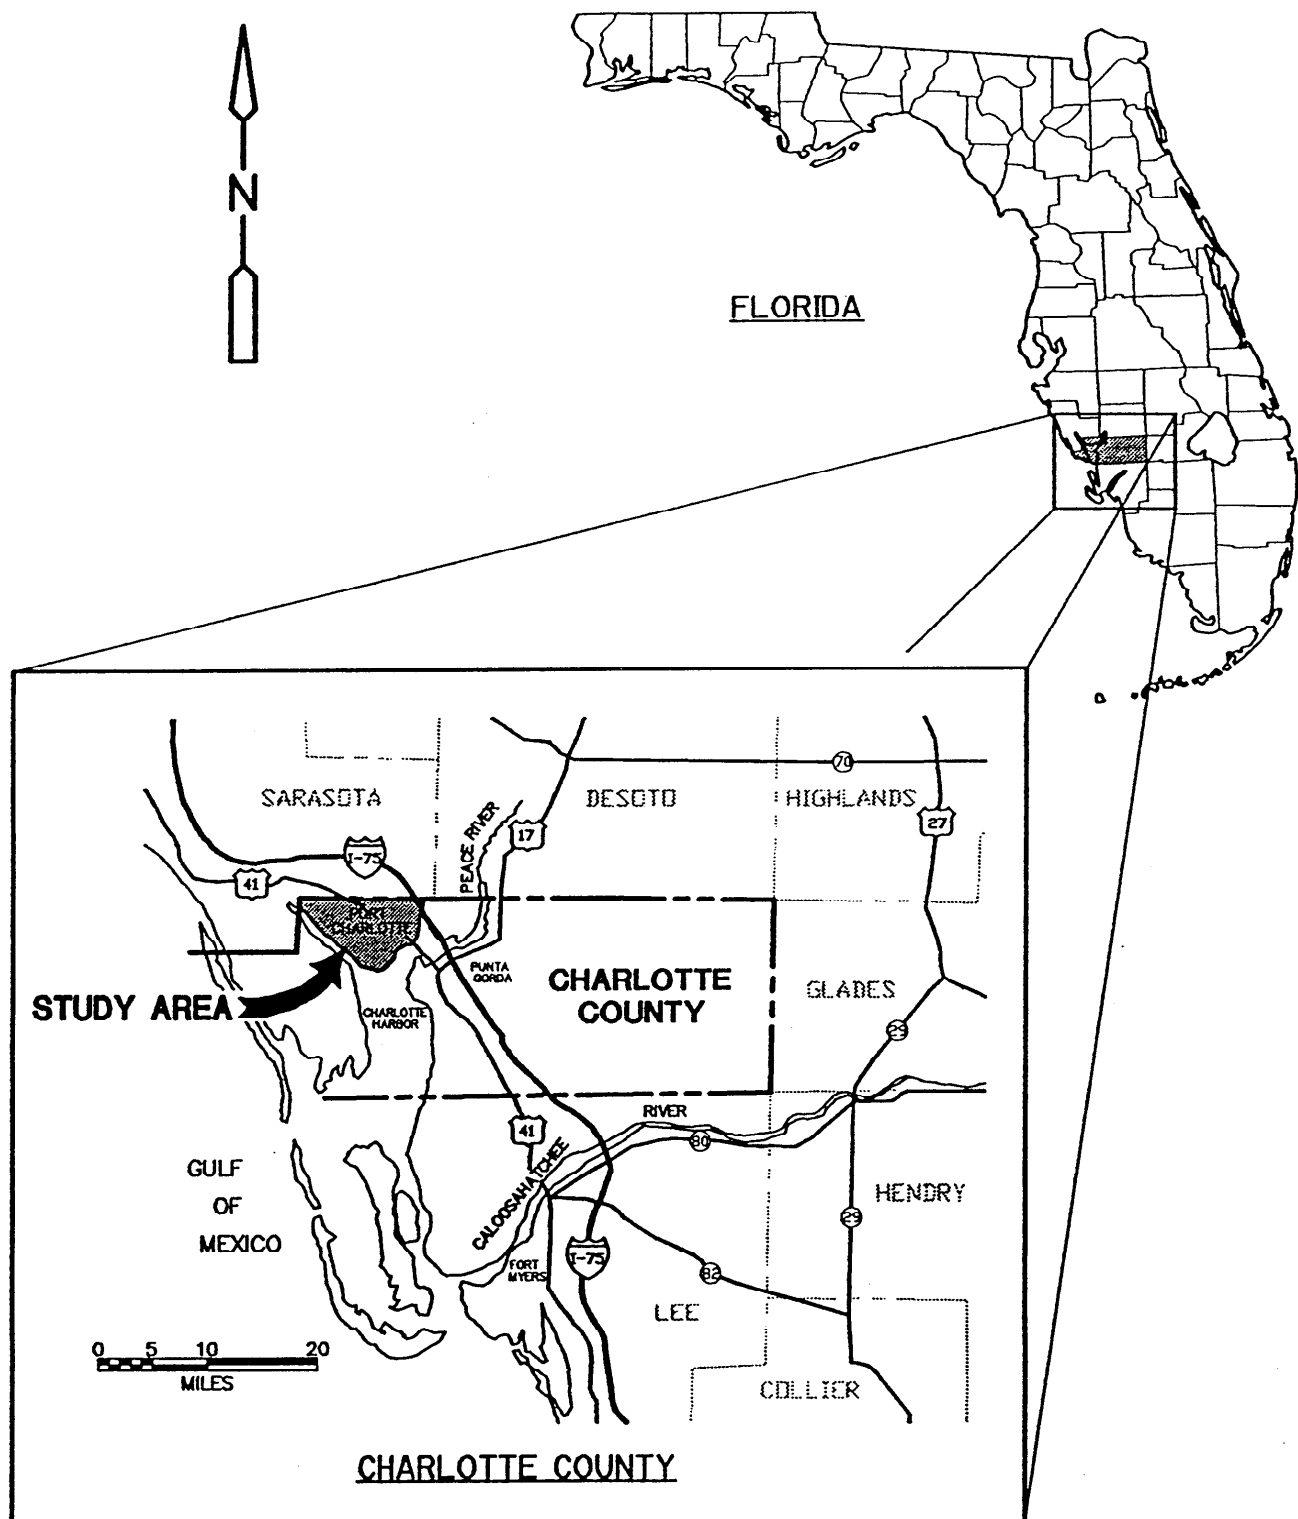 N
FLORIDA
70
SARASOTA
DESOTO
HIGHLANDS
27
PEACE RIVER
17
I-75
41
PORT
CHARLOTTE
PUNTA
GORDA
CHARLOTTE
COUNTY
GLADES
STUDY AREA
CHARLOTTE
HARBOR
29
RIVER
41
80
CALOOSAHATCHEE
GULF
OF
MEXICO
HENDRY
29
I-75
FORT
MYERS
82
LEE
0 5 10 20
MILES
COLLIER
CHARLOTTE COUNTY